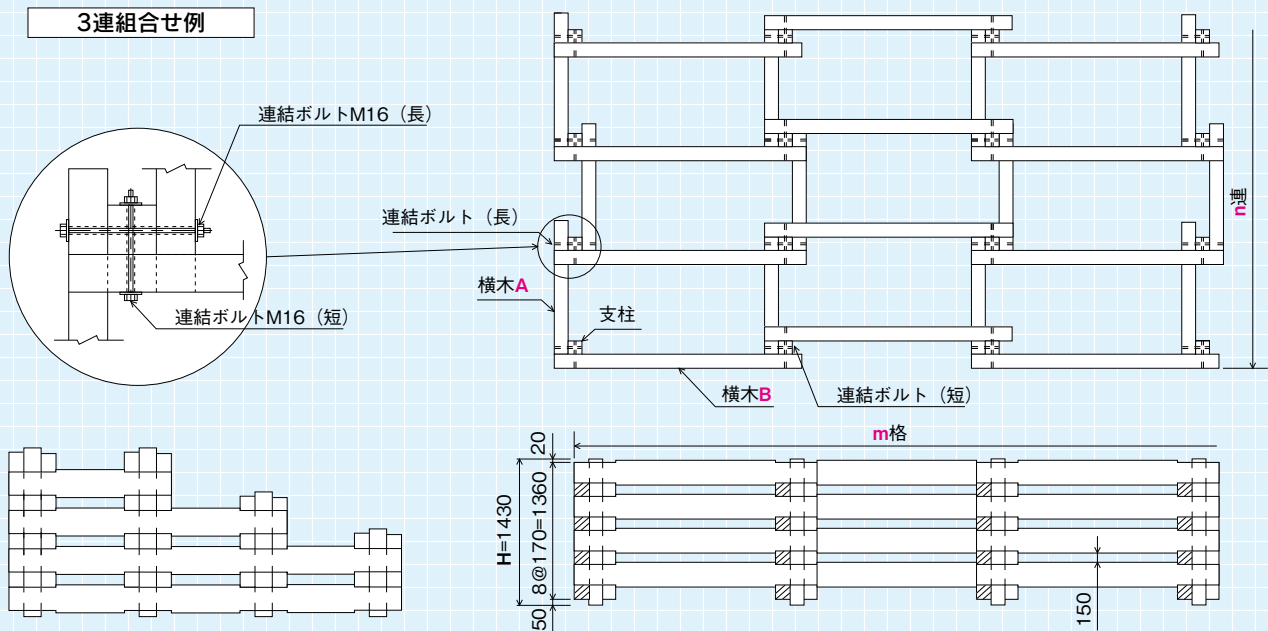 3連組合せ例
連結ボルトM16（長）
連結ボルトM16（短）
連結ボルト（長）
横木A
支柱
横木B
連結ボルト（短）
n連
m格
20
H=1430
8@170=1360
50
150